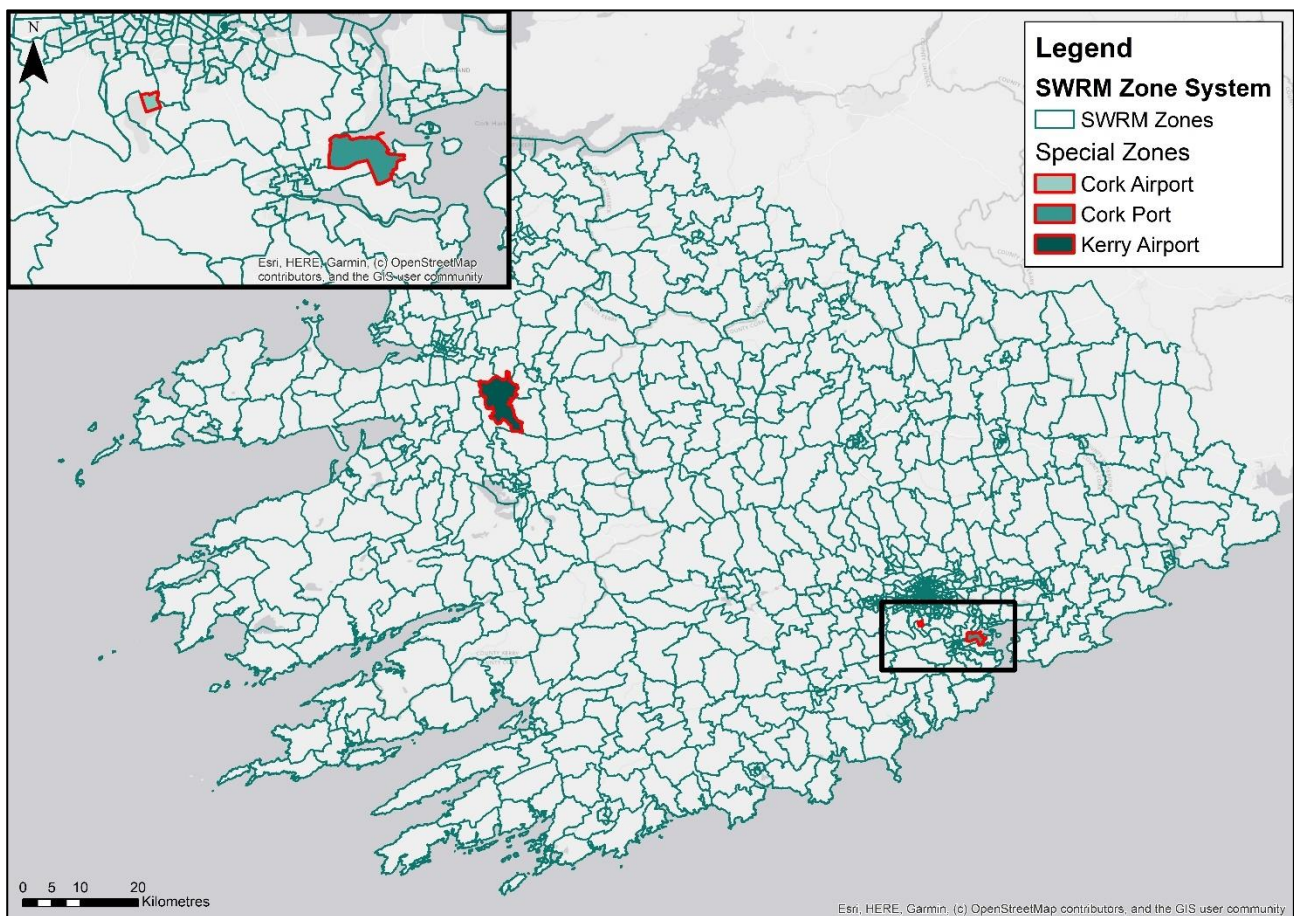 N
Esri, HERE, Garmin, (c) OpenStreetMap
contributors, and the GIS user community
Legend
SWRM Zone System
SWRM Zones
Special Zones
Cork Airport
Cork Port
Kerry Airport
0 5 10 20
Kilometres
Esri, HERE, Garmin, (c) OpenStreetMap contributors, and the GIS user community